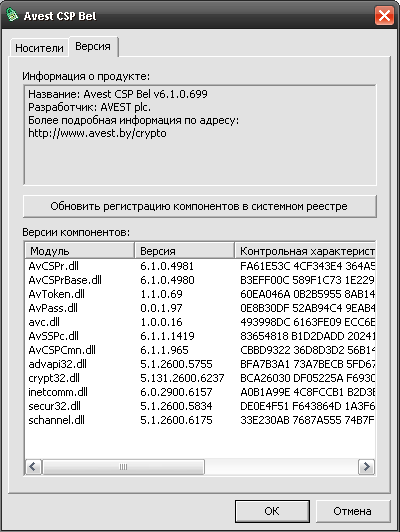 Avest CSP Bel
Носители Версия
Информация о продукте:
Название: Avest CSP Bel v6.1.0.699
Разработчик: AVEST plc.
Более подробная информация по адресу:
http://www.avest.by/crypto
Обновить регистрацию компонентов в системном реестре
Версии компонентов:
Модуль Версия Контрольная характерист
AvCSPr.dll 6.1.0.4981 FA61E53C 4CF343E4 364A5
AvCSPrBase.dll 6.1.0.4980 B3EFF00C 589F1C73 1E229
AvToken.dll 1.1.0.69 60EA046A 0B2B5955 8AB14
AvPass.dll 0.0.1.97 0E8B30DF 52AB94C4 9EAB4
avc.dll 1.0.0.16 493998DC 6163FE09 ECC6E
AvSSPc.dll 6.1.1.1419 83654818 B1D2DADD 20241
AvCSPCmn.dll 6.1.1.965 CBBD9322 36D8D3D2 56B14
advapi32.dll 5.1.2600.5755 BFA7B3A1 73A7BECB 5FD67
crypt32.dll 5.131.2600.6237 BCA26030 DF05225A F6930
inetcomm.dll 6.0.2900.6157 A0B1A99E 4C8FCCB1 B2D3E
secur32.dll 5.1.2600.5834 DE0E4F51 F643864D 1A3F6
schannel.dll 5.1.2600.6175 33E230AB 7687A555 74B7F
OK Отмена